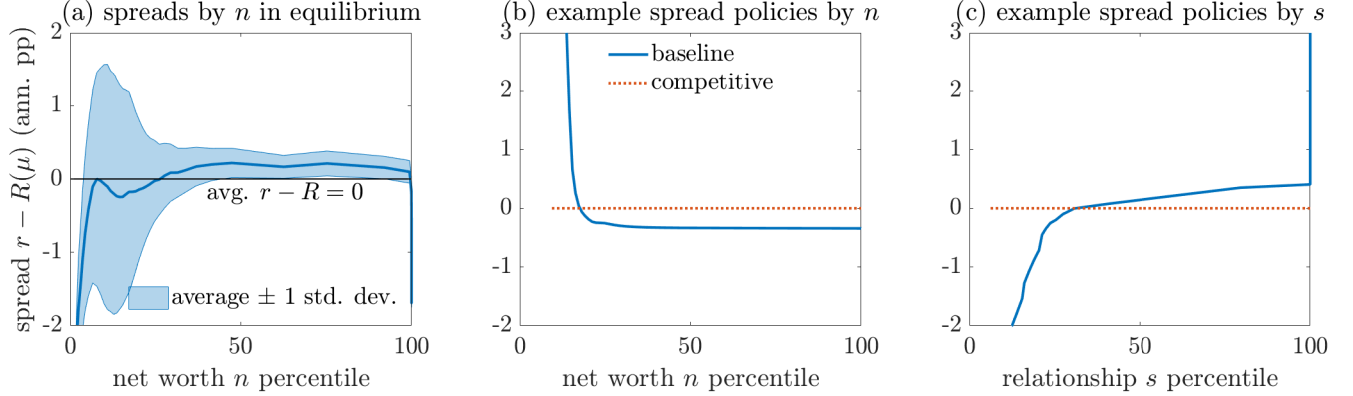 (a) spreads by n in equilibrium
spread r − R(μ) (ann. pp)
2
1
0
-1
-2
avg. r − R = 0
average ± 1 std. dev.
0
50
100
net worth n percentile
(b) example spread policies by n
3
2
1
0
-1
-2
baseline
competitive
0
50
100
net worth n percentile
(c) example spread policies by s
3
2
1
0
-1
-2
0
50
100
relationship s percentile